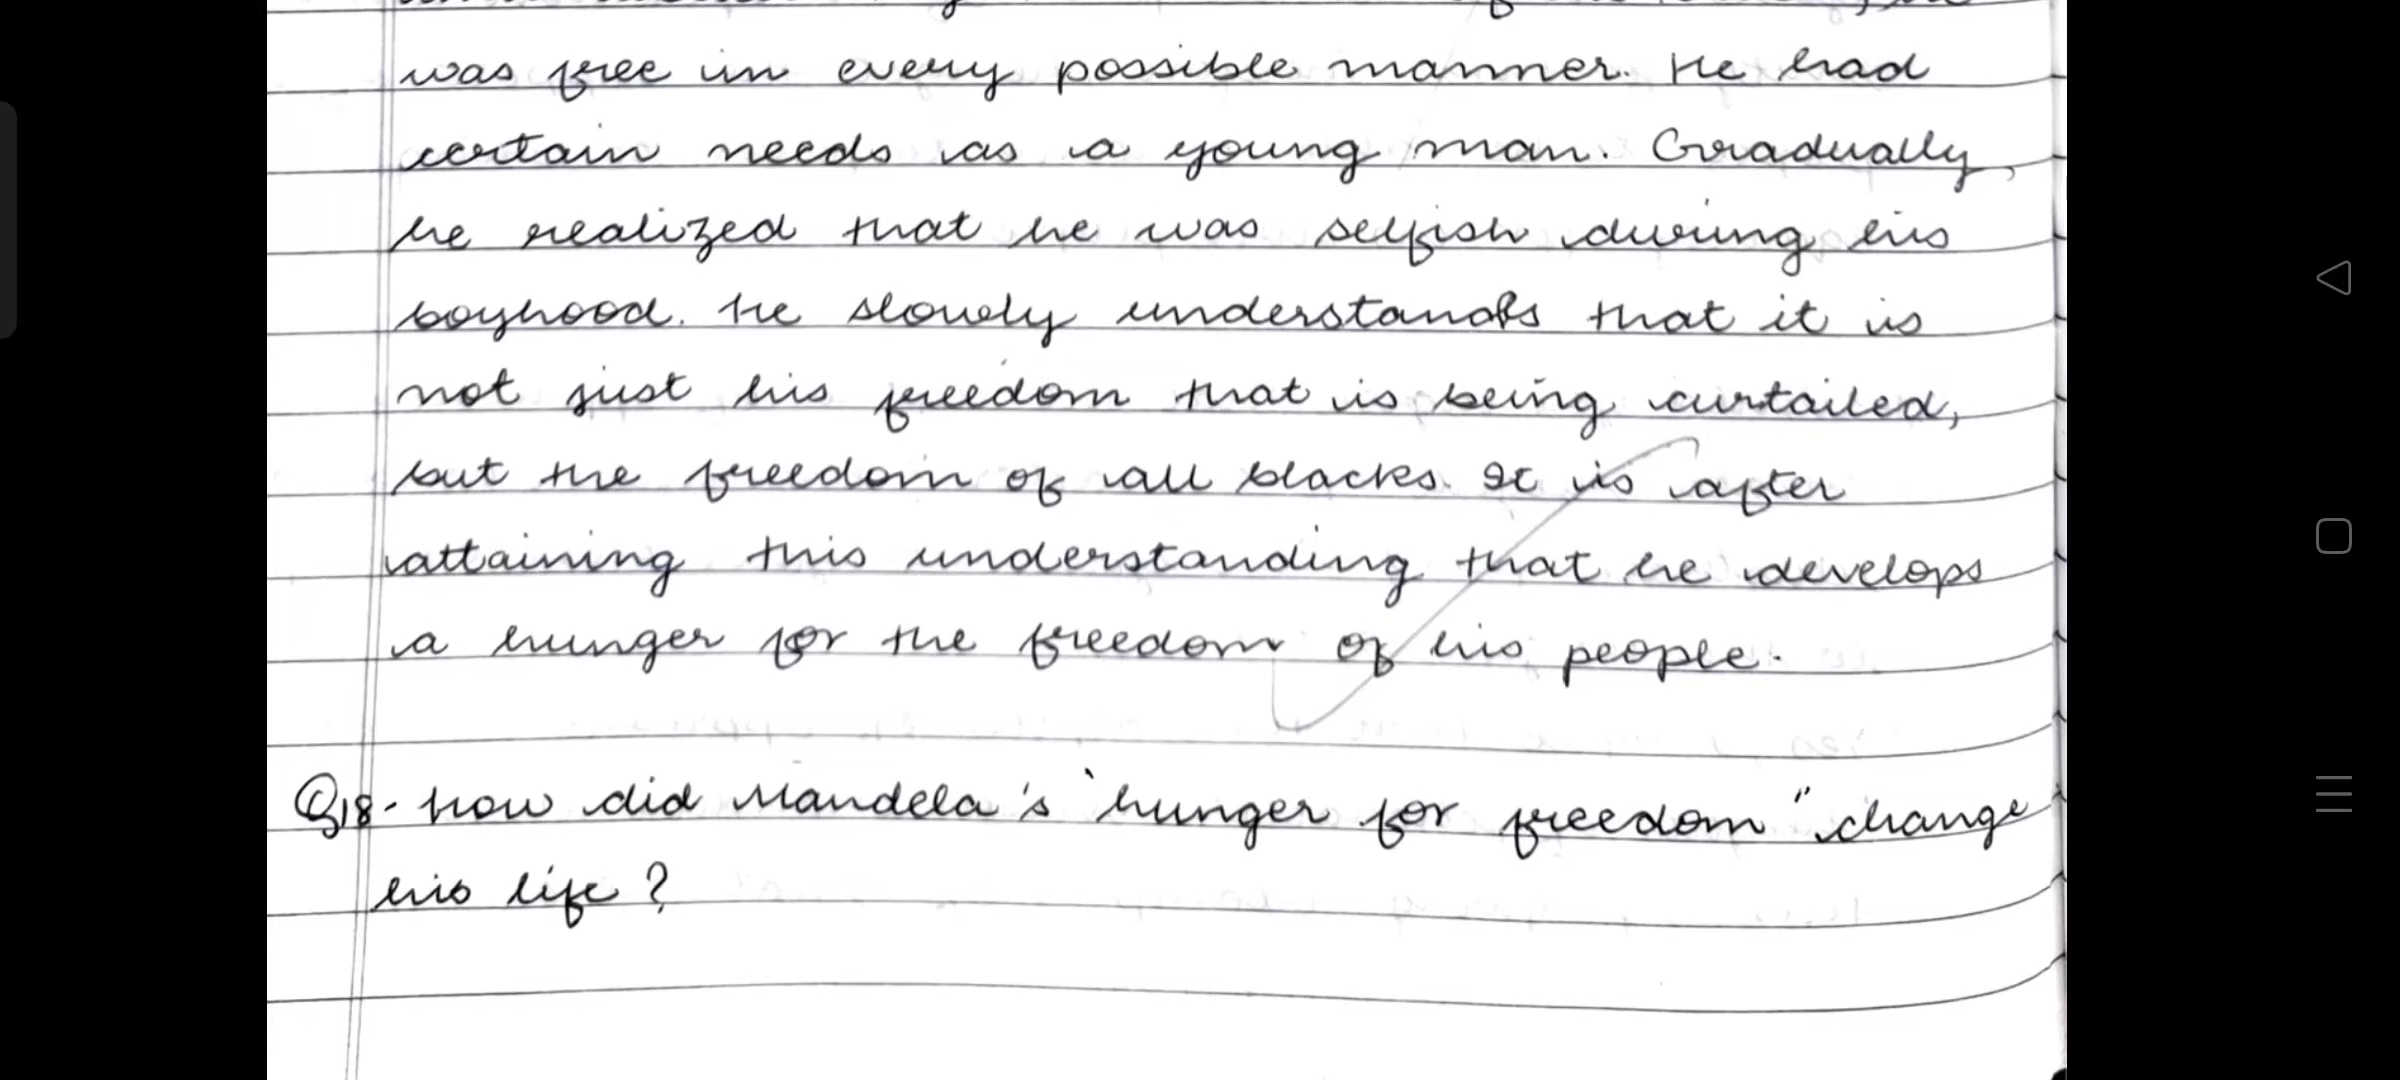 was free in every possible manner. He had
certain needs as a young man. Gradually,
he realized that he was selfish during his
boyhood. He slowly understands that it is
not just his freedom that is being curtailed,
but the freedom of all blacks. It is after
attaining this understanding that he develops
a hunger for the freedom of his people.
Q18- How did Mandela's "hunger for freedom" change
his life?